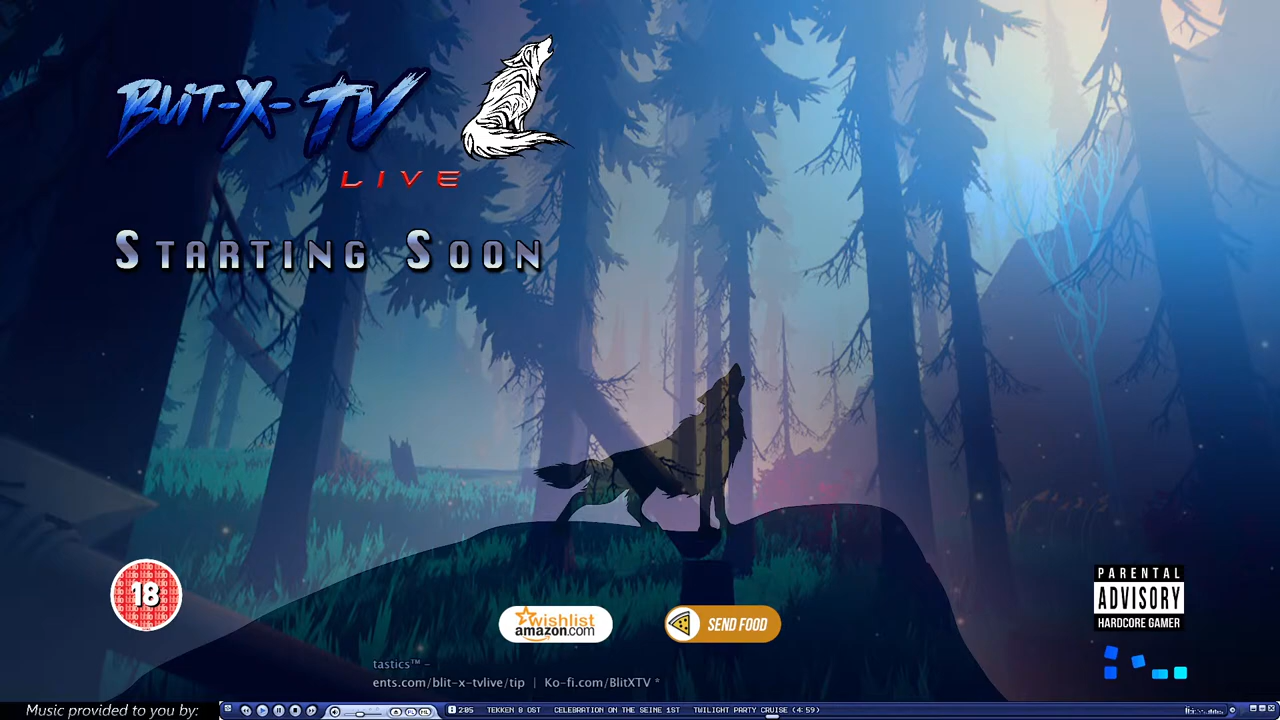 BLIT-X-TV
LIVE
STARTING SOON
18
PARENTAL
ADVISORY
HARDCORE GAMER
wishlist
amazon.com
SEND FOOD
tastics™ –
ents.com/blit-x-tvlive/tip | Ko-fi.com/BlitXTV *
Music provided to you by:
2:05 TEKKEN 8 OST CELEBRATION ON THE SEINE 1ST TWILIGHT PARTY CRUISE (4:59)